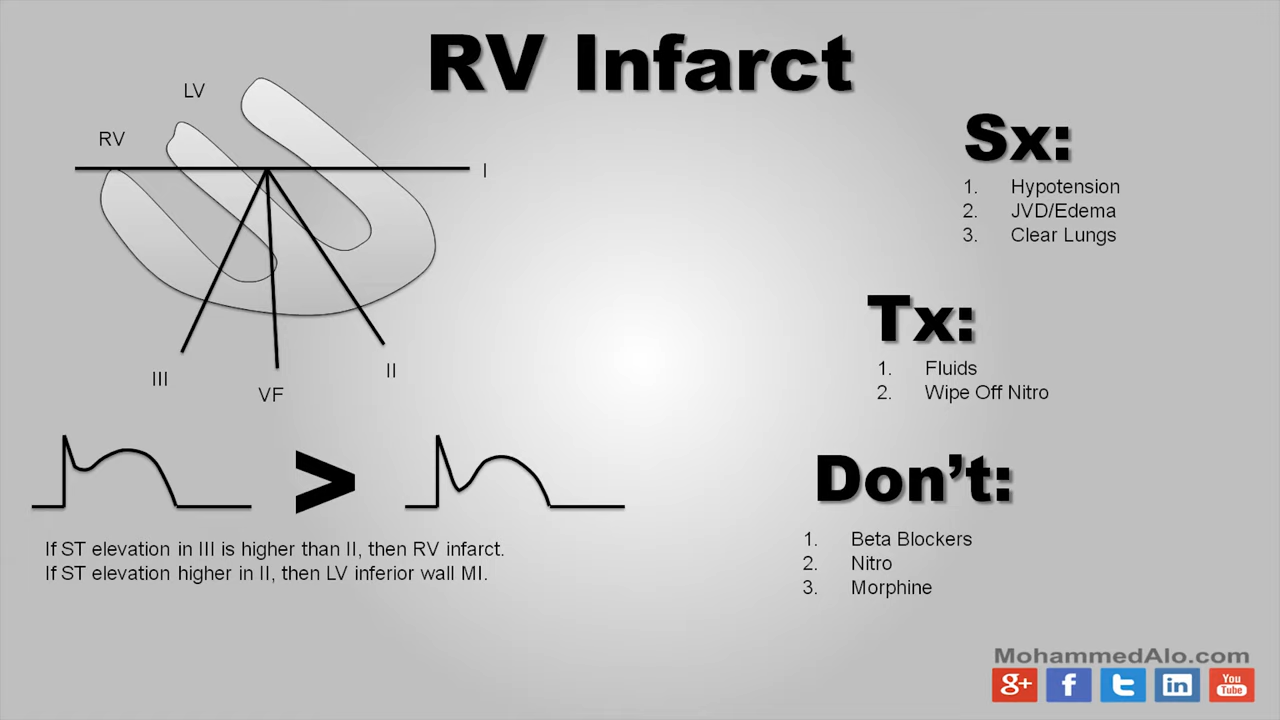 RV Infarct
LV
RV
I
III
VF
II
>
If ST elevation in III is higher than II, then RV infarct.
If ST elevation higher in II, then LV inferior wall MI.
Sx:
1. Hypotension
2. JVD/Edema
3. Clear Lungs
Tx:
1. Fluids
2. Wipe Off Nitro
Don’t:
1. Beta Blockers
2. Nitro
3. Morphine
MohammedAlo.com
g+ f t in You
Tube